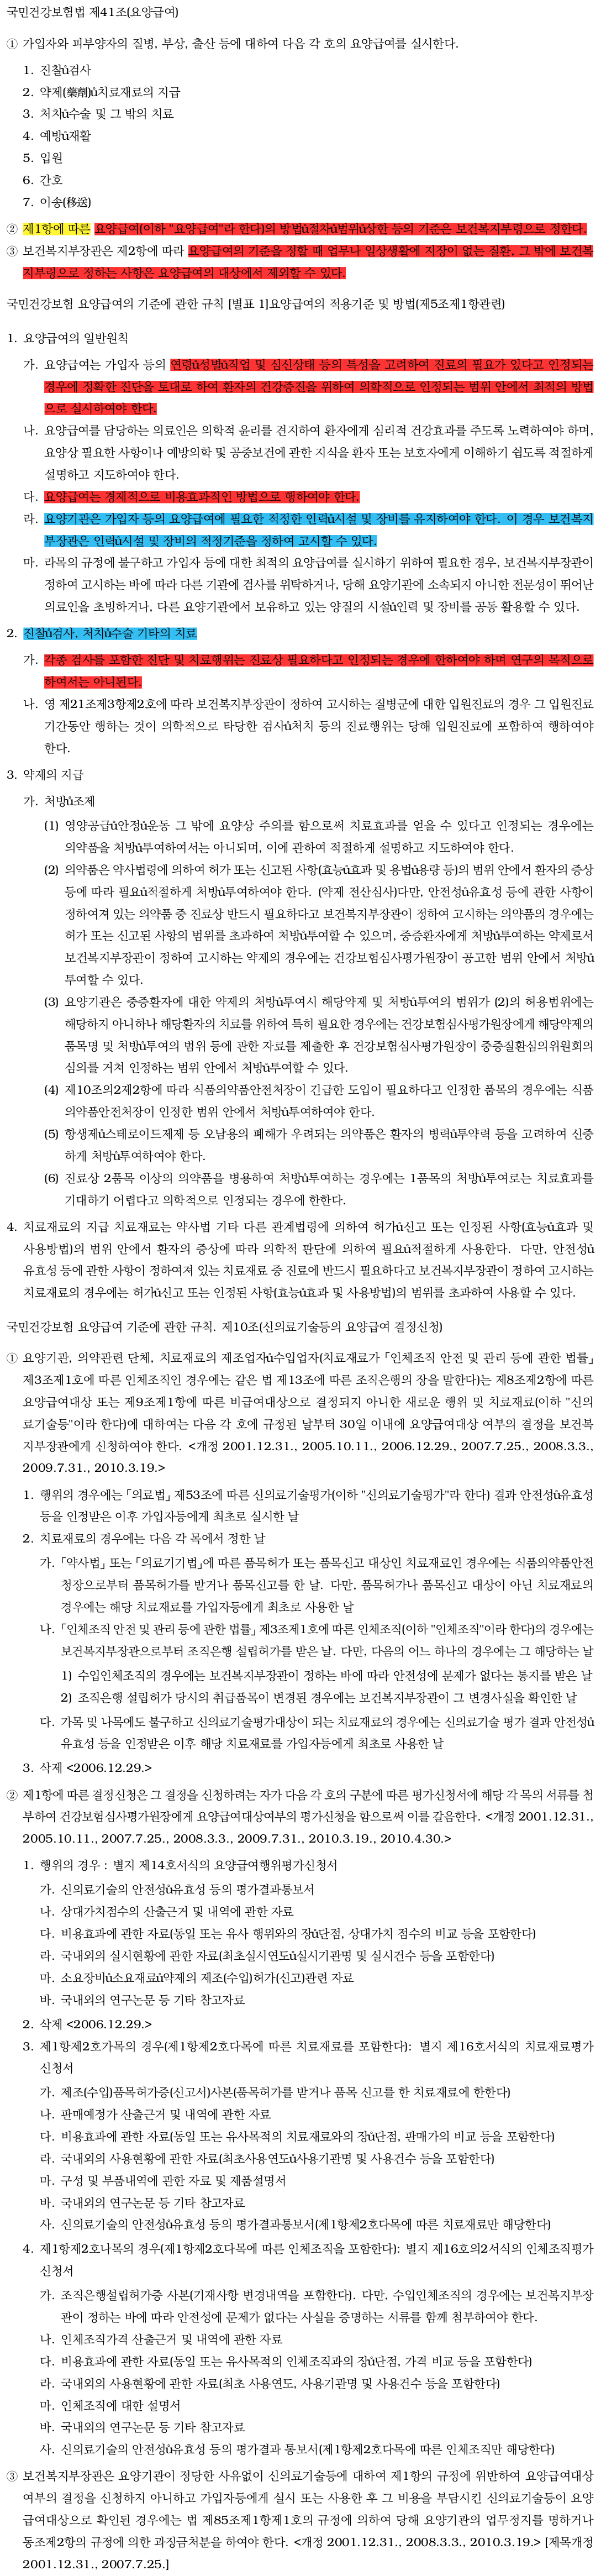 국민건강보험법 제41조(요양급여)
① 가입자와 피부양자의 질병, 부상, 출산 등에 대하여 다음 각 호의 요양급여를 실시한다.
1. 진찰ů검사
2. 약제(藥劑)ů치료재료의 지급
3. 처치ů수술 및 그 밖의 치료
4. 예방ů재활
5. 입원
6. 간호
7. 이송(移送)
② 제1항에 따른 요양급여(이하 "요양급여"라 한다)의 방법ů절차ů범위ů상한 등의 기준은 보건복지부령으로 정한다.
③ 보건복지부장관은 제2항에 따라 요양급여의 기준을 정할 때 업무나 일상생활에 지장이 없는 질환, 그 밖에 보건복
지부령으로 정하는 사항은 요양급여의 대상에서 제외할 수 있다.
국민건강보험 요양급여의 기준에 관한 규칙 [별표 1]요양급여의 적용기준 및 방법(제5조제1항관련)
1. 요양급여의 일반원칙
가. 요양급여는 가입자 등의 연령ů성별ů직업 및 심신상태 등의 특성을 고려하여 진료의 필요가 있다고 인정되는
경우에 정확한 진단을 토대로 하여 환자의 건강증진을 위하여 의학적으로 인정되는 범위 안에서 최적의 방법
으로 실시하여야 한다.
나. 요양급여를 담당하는 의료인은 의학적 윤리를 견지하여 환자에게 심리적 건강효과를 주도록 노력하여야 하며,
요양상 필요한 사항이나 예방의학 및 공중보건에 관한 지식을 환자 또는 보호자에게 이해하기 쉽도록 적절하게
설명하고 지도하여야 한다.
다. 요양급여는 경제적으로 비용효과적인 방법으로 행하여야 한다.
라. 요양기관은 가입자 등의 요양급여에 필요한 적정한 인력ů시설 및 장비를 유지하여야 한다. 이 경우 보건복지
부장관은 인력ů시설 및 장비의 적정기준을 정하여 고시할 수 있다.
마. 라목의 규정에 불구하고 가입자 등에 대한 최적의 요양급여를 실시하기 위하여 필요한 경우, 보건복지부장관이
정하여 고시하는 바에 따라 다른 기관에 검사를 위탁하거나, 당해 요양기관에 소속되지 아니한 전문성이 뛰어난
의료인을 초빙하거나, 다른 요양기관에서 보유하고 있는 양질의 시설ů인력 및 장비를 공동 활용할 수 있다.
2. 진찰ů검사, 처치ů수술 기타의 치료
가. 각종 검사를 포함한 진단 및 치료행위는 진료상 필요하다고 인정되는 경우에 한하여야 하며 연구의 목적으로
하여서는 아니된다.
나. 영 제21조제3항제2호에 따라 보건복지부장관이 정하여 고시하는 질병군에 대한 입원진료의 경우 그 입원진료
기간동안 행하는 것이 의학적으로 타당한 검사ů처치 등의 진료행위는 당해 입원진료에 포함하여 행하여야
한다.
3. 약제의 지급
가. 처방ů조제
(1) 영양공급ů안정ů운동 그 밖에 요양상 주의를 함으로써 치료효과를 얻을 수 있다고 인정되는 경우에는
의약품을 처방ů투여하여서는 아니되며, 이에 관하여 적절하게 설명하고 지도하여야 한다.
(2) 의약품은 약사법령에 의하여 허가 또는 신고된 사항(효능ů효과 및 용법ů용량 등)의 범위 안에서 환자의 증상
등에 따라 필요ů적절하게 처방ů투여하여야 한다. (약제 전산심사)다만, 안전성ů유효성 등에 관한 사항이
정하여져 있는 의약품 중 진료상 반드시 필요하다고 보건복지부장관이 정하여 고시하는 의약품의 경우에는
허가 또는 신고된 사항의 범위를 초과하여 처방ů투여할 수 있으며, 중증환자에게 처방ů투여하는 약제로서
보건복지부장관이 정하여 고시하는 약제의 경우에는 건강보험심사평가원장이 공고한 범위 안에서 처방ů
투여할 수 있다.
(3) 요양기관은 중증환자에 대한 약제의 처방ů투여시 해당약제 및 처방ů투여의 범위가 (2)의 허용범위에는
해당하지 아니하나 해당환자의 치료를 위하여 특히 필요한 경우에는 건강보험심사평가원장에게 해당약제의
품목명 및 처방ů투여의 범위 등에 관한 자료를 제출한 후 건강보험심사평가원장이 중증질환심의위원회의
심의를 거쳐 인정하는 범위 안에서 처방ů투여할 수 있다.
(4) 제10조의2제2항에 따라 식품의약품안전처장이 긴급한 도입이 필요하다고 인정한 품목의 경우에는 식품
의약품안전처장이 인정한 범위 안에서 처방ů투여하여야 한다.
(5) 항생제ů스테로이드제제 등 오남용의 폐해가 우려되는 의약품은 환자의 병력ů투약력 등을 고려하여 신중
하게 처방ů투여하여야 한다.
(6) 진료상 2품목 이상의 의약품을 병용하여 처방ů투여하는 경우에는 1품목의 처방ů투여로는 치료효과를
기대하기 어렵다고 의학적으로 인정되는 경우에 한한다.
4. 치료재료의 지급 치료재료는 약사법 기타 다른 관계법령에 의하여 허가ů신고 또는 인정된 사항(효능ů효과 및
사용방법)의 범위 안에서 환자의 증상에 따라 의학적 판단에 의하여 필요ů적절하게 사용한다. 다만, 안전성ů
유효성 등에 관한 사항이 정하여져 있는 치료재료 중 진료에 반드시 필요하다고 보건복지부장관이 정하여 고시하는
치료재료의 경우에는 허가ů신고 또는 인정된 사항(효능ů효과 및 사용방법)의 범위를 초과하여 사용할 수 있다.
국민건강보험 요양급여 기준에 관한 규칙. 제10조(신의료기술등의 요양급여 결정신청)
① 요양기관, 의약관련 단체, 치료재료의 제조업자ů수입업자(치료재료가 「인체조직 안전 및 관리 등에 관한 법률」
제3조제1호에 따른 인체조직인 경우에는 같은 법 제13조에 따른 조직은행의 장을 말한다)는 제8조제2항에 따른
요양급여대상 또는 제9조제1항에 따른 비급여대상으로 결정되지 아니한 새로운 행위 및 치료재료(이하 "신의
료기술등"이라 한다)에 대하여는 다음 각 호에 규정된 날부터 30일 이내에 요양급여대상 여부의 결정을 보건복
지부장관에게 신청하여야 한다. <개정 2001.12.31., 2005.10.11., 2006.12.29., 2007.7.25., 2008.3.3.,
2009.7.31., 2010.3.19.>
1. 행위의 경우에는 「의료법」 제53조에 따른 신의료기술평가(이하 "신의료기술평가"라 한다) 결과 안전성ů유효성
등을 인정받은 이후 가입자등에게 최초로 실시한 날
2. 치료재료의 경우에는 다음 각 목에서 정한 날
가. 「약사법」 또는 「의료기기법」에 따른 품목허가 또는 품목신고 대상인 치료재료인 경우에는 식품의약품안전
청장으로부터 품목허가를 받거나 품목신고를 한 날. 다만, 품목허가나 품목신고 대상이 아닌 치료재료의
경우에는 해당 치료재료를 가입자등에게 최초로 사용한 날
나. 「인체조직 안전 및 관리 등에 관한 법률」 제3조제1호에 따른 인체조직(이하 "인체조직"이라 한다)의 경우에는
보건복지부장관으로부터 조직은행 설립허가를 받은 날. 다만, 다음의 어느 하나의 경우에는 그 해당하는 날
1) 수입인체조직의 경우에는 보건복지부장관이 정하는 바에 따라 안전성에 문제가 없다는 통지를 받은 날
2) 조직은행 설립허가 당시의 취급품목이 변경된 경우에는 보건복지부장관이 그 변경사실을 확인한 날
다. 가목 및 나목에도 불구하고 신의료기술평가대상이 되는 치료재료의 경우에는 신의료기술 평가 결과 안전성ů
유효성 등을 인정받은 이후 해당 치료재료를 가입자등에게 최초로 사용한 날
3. 삭제 <2006.12.29.>
② 제1항에 따른 결정신청은 그 결정을 신청하려는 자가 다음 각 호의 구분에 따른 평가신청서에 해당 각 목의 서류를 첨
부하여 건강보험심사평가원장에게 요양급여대상여부의 평가신청을 함으로써 이를 갈음한다. <개정 2001.12.31.,
2005.10.11., 2007.7.25., 2008.3.3., 2009.7.31., 2010.3.19., 2010.4.30.>
1. 행위의 경우 : 별지 제14호서식의 요양급여행위평가신청서
가. 신의료기술의 안전성ů유효성 등의 평가결과통보서
나. 상대가치점수의 산출근거 및 내역에 관한 자료
다. 비용효과에 관한 자료(동일 또는 유사 행위와의 장ů단점, 상대가치 점수의 비교 등을 포함한다)
라. 국내외의 실시현황에 관한 자료(최초실시연도ů실시기관명 및 실시건수 등을 포함한다)
마. 소요장비ů소요재료ů약제의 제조(수입)허가(신고)관련 자료
바. 국내외의 연구논문 등 기타 참고자료
2. 삭제 <2006.12.29.>
3. 제1항제2호가목의 경우(제1항제2호다목에 따른 치료재료를 포함한다): 별지 제16호서식의 치료재료평가
신청서
가. 제조(수입)품목허가증(신고서)사본(품목허가를 받거나 품목 신고를 한 치료재료에 한한다)
나. 판매예정가 산출근거 및 내역에 관한 자료
다. 비용효과에 관한 자료(동일 또는 유사목적의 치료재료와의 장ů단점, 판매가의 비교 등을 포함한다)
라. 국내외의 사용현황에 관한 자료(최초사용연도ů사용기관명 및 사용건수 등을 포함한다)
마. 구성 및 부품내역에 관한 자료 및 제품설명서
바. 국내외의 연구논문 등 기타 참고자료
사. 신의료기술의 안전성ů유효성 등의 평가결과통보서(제1항제2호다목에 따른 치료재료만 해당한다)
4. 제1항제2호나목의 경우(제1항제2호다목에 따른 인체조직을 포함한다): 별지 제16호의2서식의 인체조직평가
신청서
가. 조직은행설립허가증 사본(기재사항 변경내역을 포함한다). 다만, 수입인체조직의 경우에는 보건복지부장
관이 정하는 바에 따라 안전성에 문제가 없다는 사실을 증명하는 서류를 함께 첨부하여야 한다.
나. 인체조직가격 산출근거 및 내역에 관한 자료
다. 비용효과에 관한 자료(동일 또는 유사목적의 인체조직과의 장ů단점, 가격 비교 등을 포함한다)
라. 국내외의 사용현황에 관한 자료(최초 사용연도, 사용기관명 및 사용건수 등을 포함한다)
마. 인체조직에 대한 설명서
바. 국내외의 연구논문 등 기타 참고자료
사. 신의료기술의 안전성ů유효성 등의 평가결과 통보서(제1항제2호다목에 따른 인체조직만 해당한다)
③ 보건복지부장관은 요양기관이 정당한 사유없이 신의료기술등에 대하여 제1항의 규정에 위반하여 요양급여대상
여부의 결정을 신청하지 아니하고 가입자등에게 실시 또는 사용한 후 그 비용을 부담시킨 신의료기술등이 요양
급여대상으로 확인된 경우에는 법 제85조제1항제1호의 규정에 의하여 당해 요양기관의 업무정지를 명하거나
동조제2항의 규정에 의한 과징금처분을 하여야 한다. <개정 2001.12.31., 2008.3.3., 2010.3.19.> [제목개정
2001.12.31., 2007.7.25.]